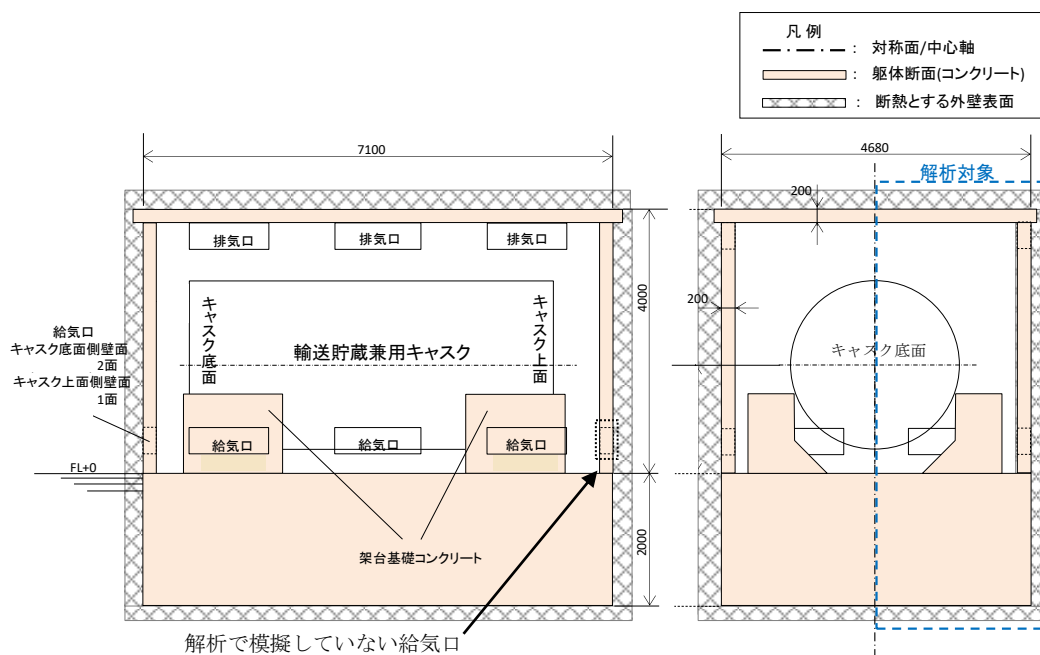 凡 例
： 対称面/中心軸
： 躯体断面(コンクリート)
： 断熱とする外壁表面
7100
4680
解析対象
200
排気口
排気口
排気口
4000
200
キャスク底面
輸送貯蔵兼用キャスク
キャスク上面
キャスク底面
給気口
キャスク底面側壁面
2面
キャスク上面側壁面
1面
給気口
給気口
給気口
FL+0
架台基礎コンクリート
2000
解析で模擬していない給気口